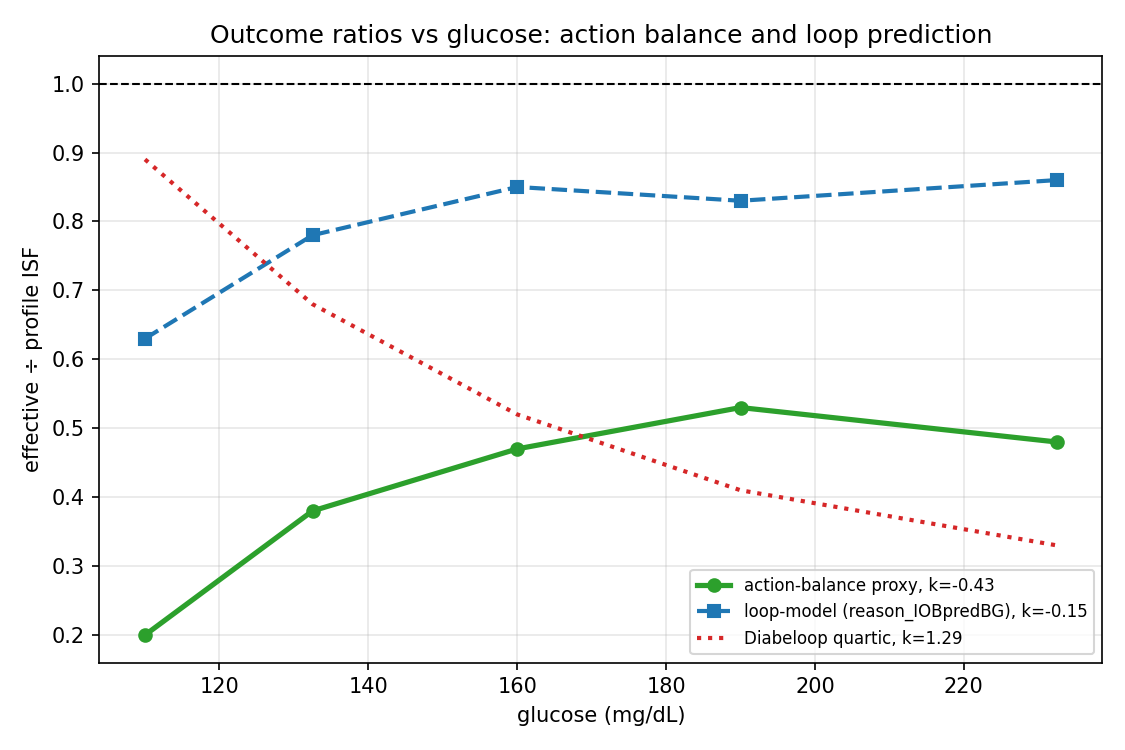 Outcome ratios vs glucose: action balance and loop prediction
effective ÷ profile ISF
1.0
0.9
0.8
0.7
0.6
0.5
0.4
0.3
0.2
action-balance proxy, k=-0.43
loop-model (reason_IOBpredBG), k=-0.15
Diabeloop quartic, k=1.29
120 140 160 180 200 220
glucose (mg/dL)